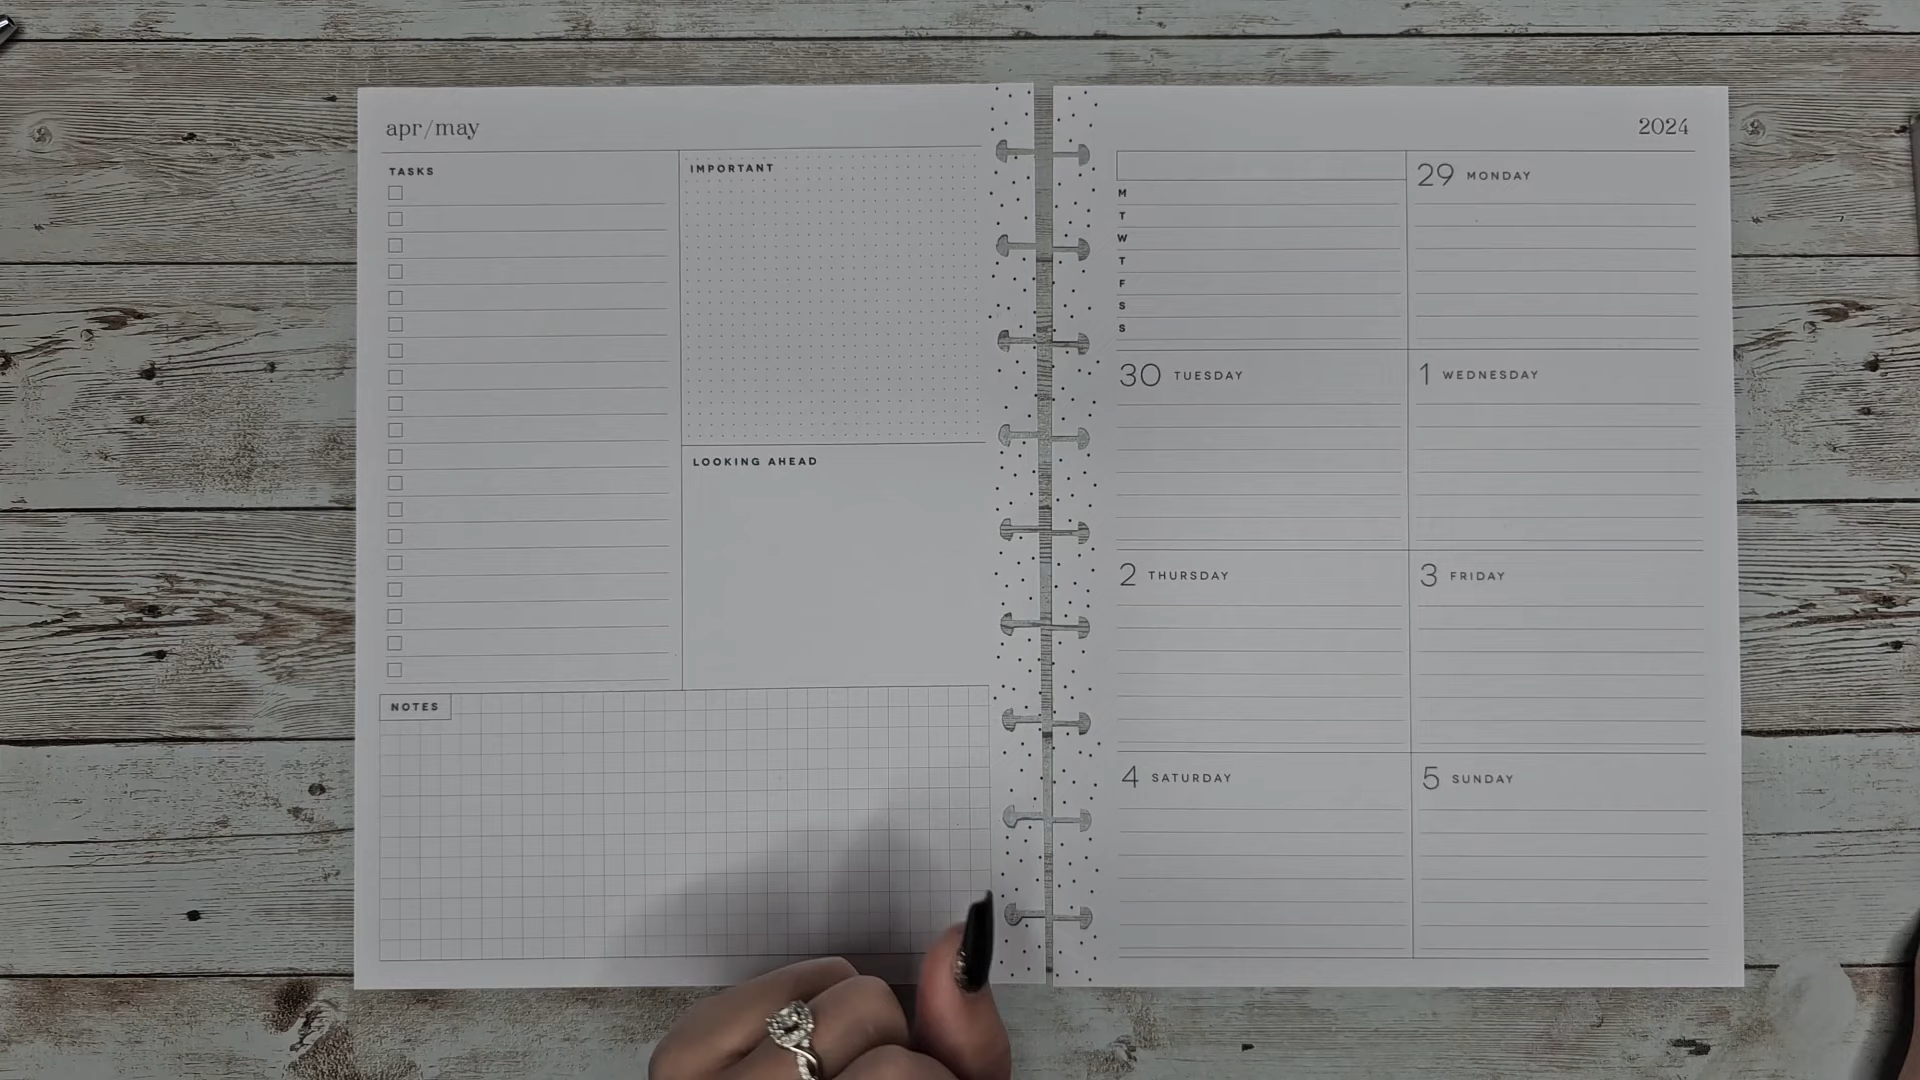 apr/may
TASKS
IMPORTANT
LOOKING AHEAD
NOTES
2024
M
T
W
T
F
S
S
29 MONDAY
30 TUESDAY
1 WEDNESDAY
2 THURSDAY
3 FRIDAY
4 SATURDAY
5 SUNDAY